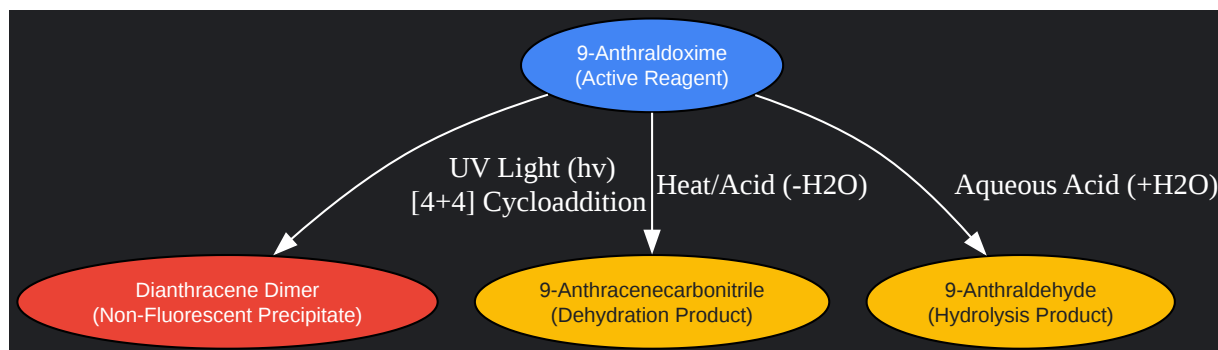 9-Anthraldoxime
(Active Reagent)
UV Light (hv)
[4+4] Cycloaddition
Heat/Acid (-H2O)
Aqueous Acid (+H2O)
Dianthracene Dimer
(Non-Fluorescent Precipitate)
9-Anthracenecarbonitrile
(Dehydration Product)
9-Anthraldehyde
(Hydrolysis Product)